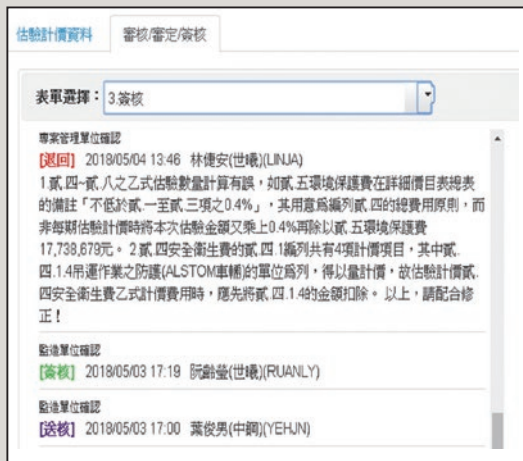 估驗計價資料 審核/審定/簽核
表單選擇： 3.簽核
專案管理單位確認
[退回] 2018/05/04 13:46 林倢安(世曦)(LINJA)
1.貳.四~貳.八之乙式估驗數量計算有誤，如貳.五環境保護費在詳細價目表總表
的備註「不低於貳.一至貳.三項之0.4%」，其用意為編列貳.四的總費用原則，而
非每期估驗計價時將本次估驗金額又乘上0.4%再除以貳.五環境保護費
17,738,679元。 2.貳.四安全衛生費的貳.四.1編列共有4項計價項目，其中貳.
四.1.4吊運作業之防護(ALSTOM車輛)的單位為列，得以量計價，故估驗計價貳.
四安全衛生費乙式計價費用時，應先將貳.四.1.4的金額扣除。 以上，請配合修
正！
監造單位確認
[簽核] 2018/05/03 17:19 阮齡瑩(世曦)(RUANLY)
監造單位確認
[送核] 2018/05/03 17:00 葉俊男(中鋼)(YEHJN)